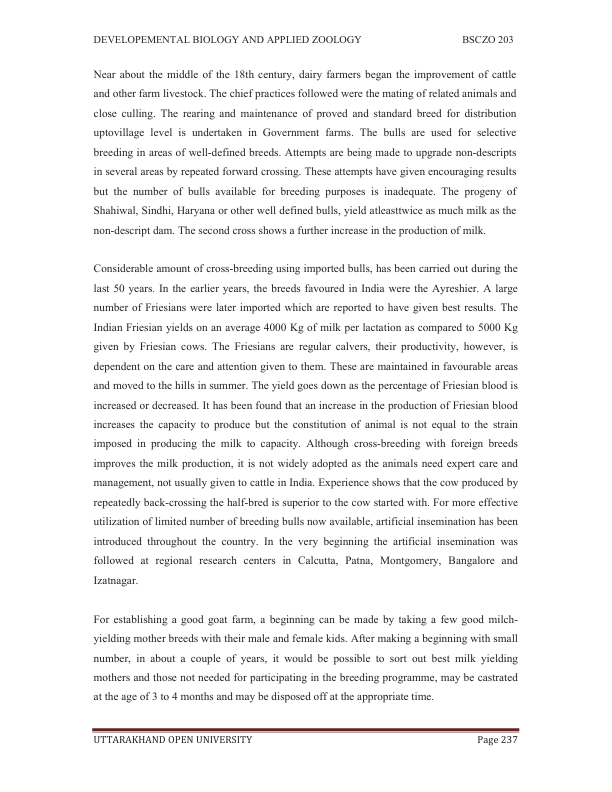 DEVELOPEMENTAL BIOLOGY AND APPLIED ZOOLOGY BSCZO 203
Near about the middle of the 18th century, dairy farmers began the improvement of cattle
and other farm livestock. The chief practices followed were the mating of related animals and
close culling. The rearing and maintenance of proved and standard breed for distribution
uptovillage level is undertaken in Government farms. The bulls are used for selective
breeding in areas of well-defined breeds. Attempts are being made to upgrade non-descripts
in several areas by repeated forward crossing. These attempts have given encouraging results
but the number of bulls available for breeding purposes is inadequate. The progeny of
Shahiwal, Sindhi, Haryana or other well defined bulls, yield atleasttwice as much milk as the
non-descript dam. The second cross shows a further increase in the production of milk.
Considerable amount of cross-breeding using imported bulls, has been carried out during the
last 50 years. In the earlier years, the breeds favoured in India were the Ayreshier. A large
number of Friesians were later imported which are reported to have given best results. The
Indian Friesian yields on an average 4000 Kg of milk per lactation as compared to 5000 Kg
given by Friesian cows. The Friesians are regular calvers, their productivity, however, is
dependent on the care and attention given to them. These are maintained in favourable areas
and moved to the hills in summer. The yield goes down as the percentage of Friesian blood is
increased or decreased. It has been found that an increase in the production of Friesian blood
increases the capacity to produce but the constitution of animal is not equal to the strain
imposed in producing the milk to capacity. Although cross-breeding with foreign breeds
improves the milk production, it is not widely adopted as the animals need expert care and
management, not usually given to cattle in India. Experience shows that the cow produced by
repeatedly back-crossing the half-bred is superior to the cow started with. For more effective
utilization of limited number of breeding bulls now available, artificial insemination has been
introduced throughout the country. In the very beginning the artificial insemination was
followed at regional research centers in Calcutta, Patna, Montgomery, Bangalore and
Izatnagar.
For establishing a good goat farm, a beginning can be made by taking a few good milch-
yielding mother breeds with their male and female kids. After making a beginning with small
number, in about a couple of years, it would be possible to sort out best milk yielding
mothers and those not needed for participating in the breeding programme, may be castrated
at the age of 3 to 4 months and may be disposed off at the appropriate time.
UTTARAKHAND OPEN UNIVERSITY Page 237